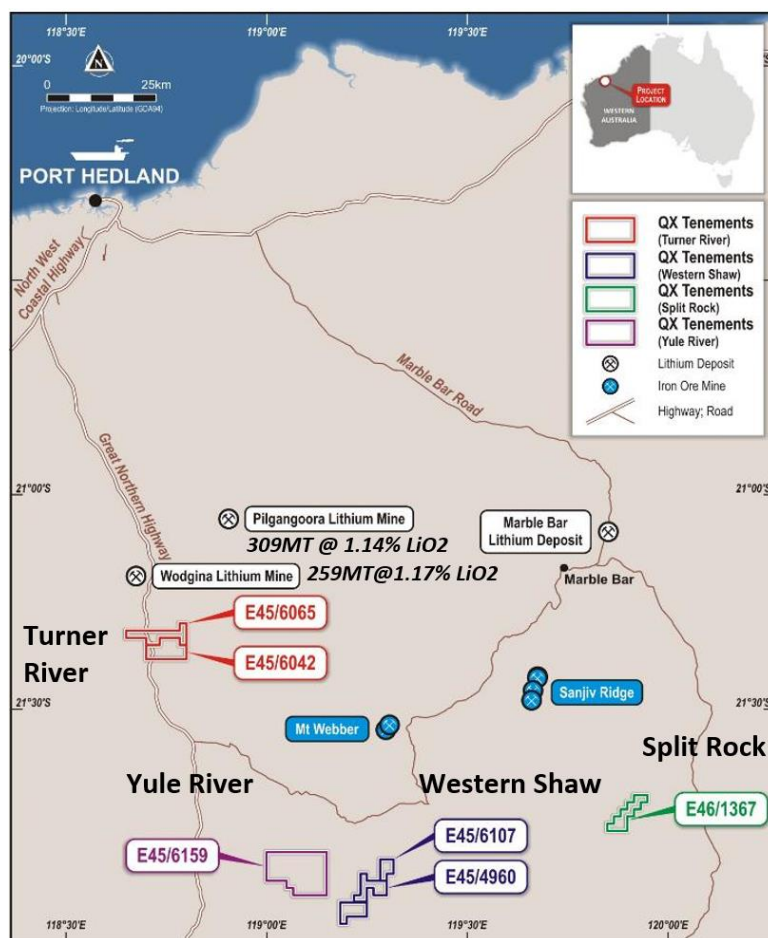 118°30'E
119°00'E
119°30'E
20°00'S
0
25km
Projection: Longitude/Latitude (GDA94)
PORT HEDLAND
North West
Coastal Highway
Marble Bar Road
Great Northern Highway
PROJECT
LOCATION
WESTERN
AUSTRALIA
QX Tenements
(Turner River)
QX Tenements
(Western Shaw)
QX Tenements
(Split Rock)
QX Tenements
(Yule River)
Lithium Deposit
Iron Ore Mine
Highway; Road
21°00'S
21°00'S
Pilgangoora Lithium Mine
309MT @ 1.14% LiO2
Marble Bar
Lithium Deposit
Wodgina Lithium Mine
259MT@1.17% LiO2
Marble Bar
E45/6065
Turner
River
E45/6042
Sanjiv Ridge
21°30'S
21°30'S
Mt Webber
Split Rock
Yule River
Western Shaw
E46/1367
E45/6107
E45/6159
E45/4960
118°30'E
119°00'E
119°30'E
120°00'E